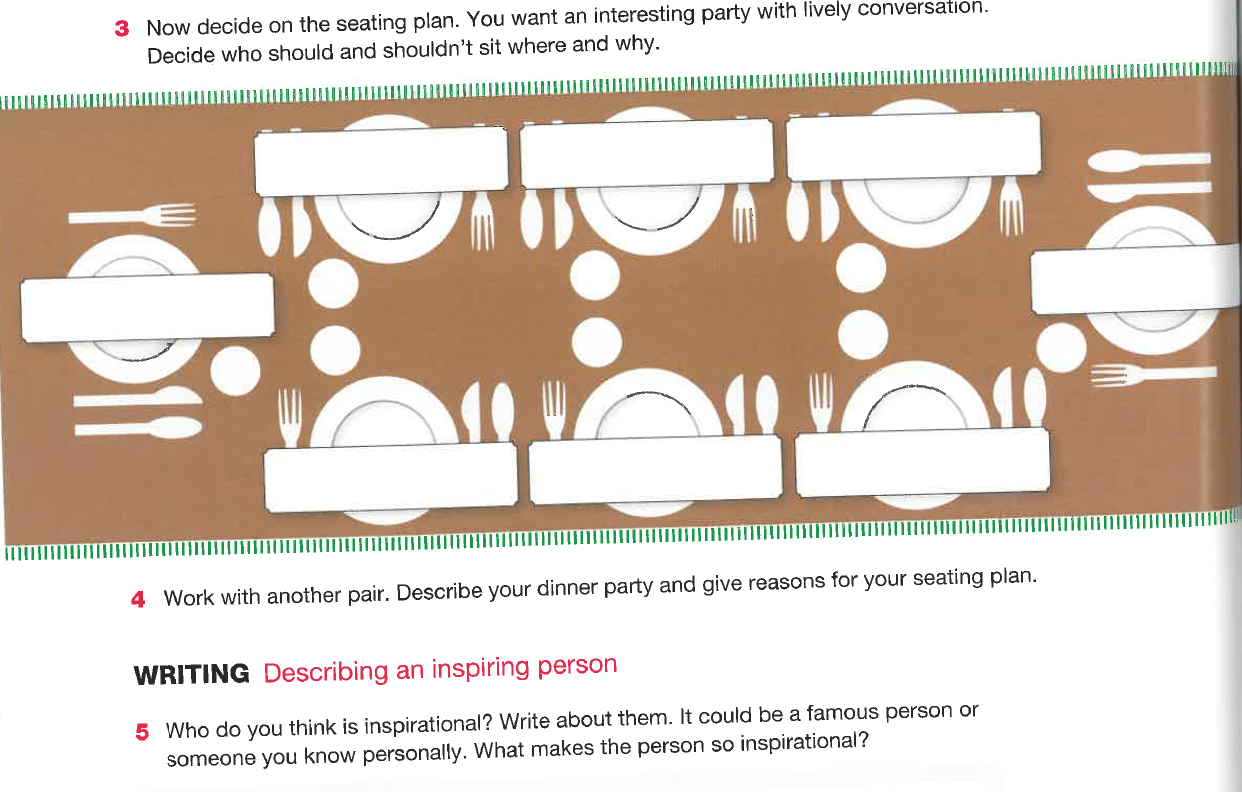 3 Now decide on the seating plan. You want an interesting party with lively conversation.
Decide who should and shouldn't sit where and why.
4 Work with another pair. Describe your dinner party and give reasons for your seating plan.
WRITING Describing an inspiring person
5 Who do you think is inspirational? Write about them. It could be a famous person or
someone you know personally. What makes the person so inspirational?